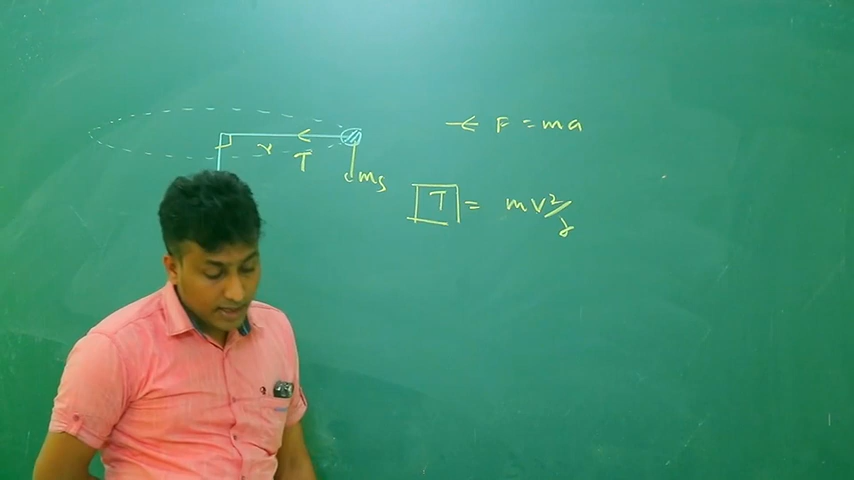 ← F = ma
r
T
mg
T = mv²/r